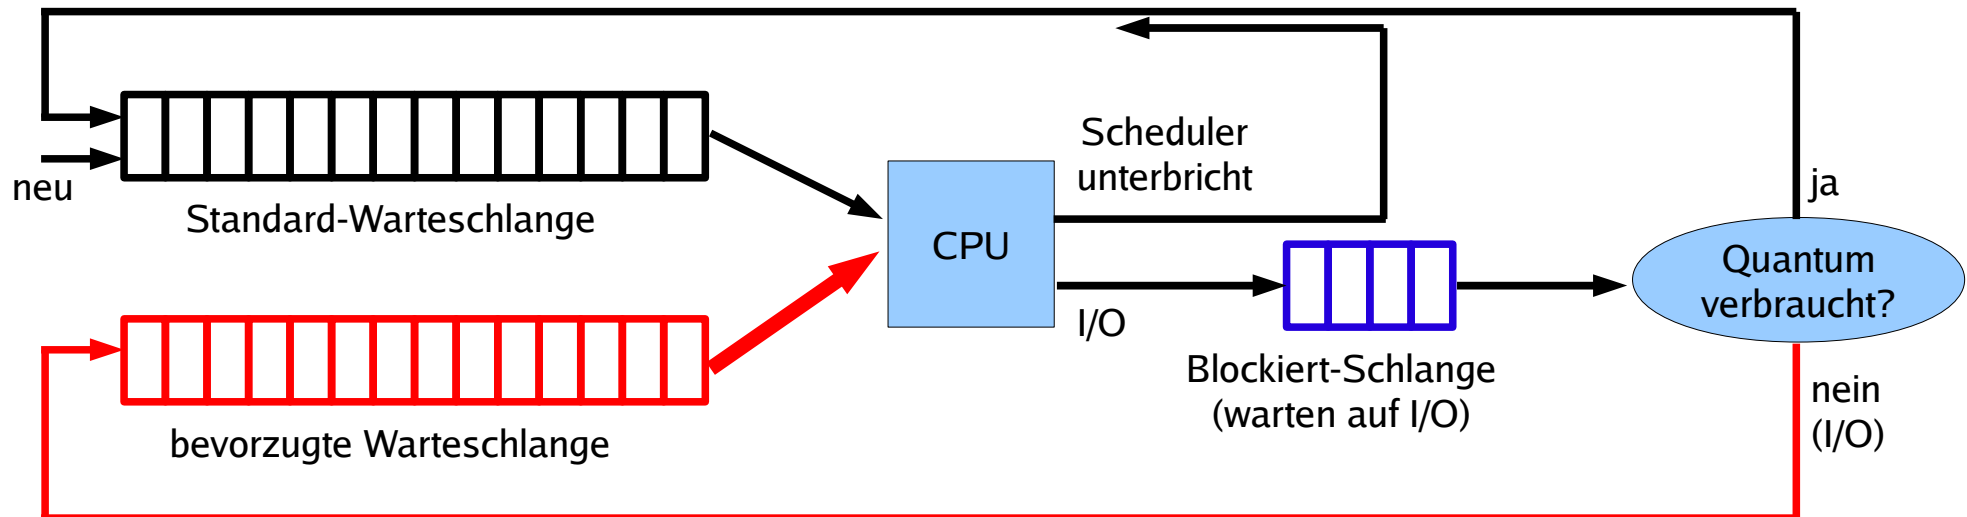 neu
Standard-Warteschlange
bevorzugte Warteschlange
CPU
Scheduler
unterbricht
I/O
Blockiert-Schlange
(warten auf I/O)
ja
Quantum
verbraucht?
nein
(I/O)